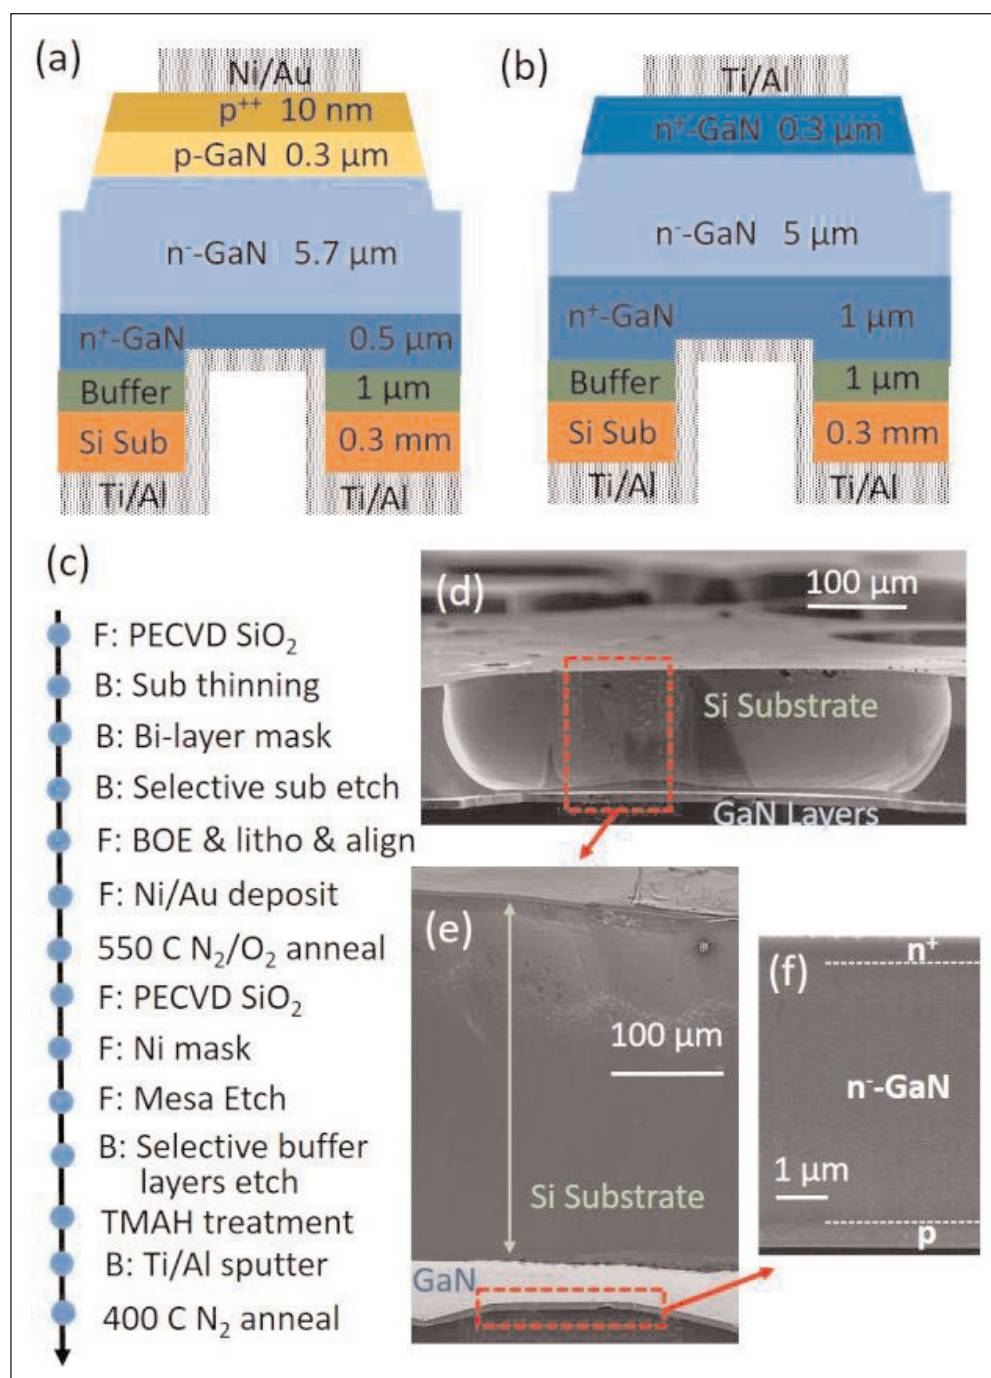 (a)
Ni/Au
p⁺⁺ 10 nm
p-GaN 0.3 µm
n⁻-GaN 5.7 µm
n⁺-GaN 0.5 µm
Buffer 1 µm
Si Sub 0.3 mm
Ti/Al Ti/Al
(b)
Ti/Al
n⁺-GaN 0.3 µm
n⁻-GaN 5 µm
n⁺-GaN 1 µm
Buffer 1 µm
Si Sub 0.3 mm
Ti/Al Ti/Al
(c)
F: PECVD SiO₂
B: Sub thinning
B: Bi-layer mask
B: Selective sub etch
F: BOE & litho & align
F: Ni/Au deposit
550 C N₂/O₂ anneal
F: PECVD SiO₂
F: Ni mask
F: Mesa Etch
B: Selective buffer
layers etch
TMAH treatment
B: Ti/Al sputter
400 C N₂ anneal
(d)
100 µm
Si Substrate
GaN Layers
(e)
100 µm
Si Substrate
GaN
(f)
n⁺
n⁻-GaN
1 µm
p